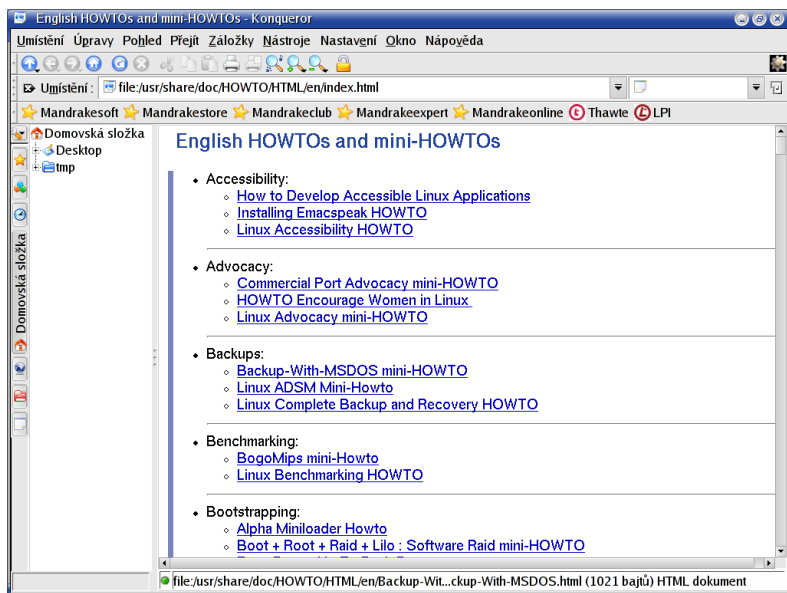 English HOWTOs and mini-HOWTOs - Konqueror
Umístění Úpravy Pohled Přejít Záložky Nástroje Nastavení Okno Nápověda
Umístění : file:/usr/share/doc/HOWTO/HTML/en/index.html
Mandrakesoft Mandrakestore Mandrakeclub Mandrakeexpert Mandrakeonline Thawte LPI
Domovská složka
Desktop
tmp
Domovská složka
English HOWTOs and mini-HOWTOs
• Accessibility:
◦ How to Develop Accessible Linux Applications
◦ Installing Emacspeak HOWTO
◦ Linux Accessibility HOWTO
• Advocacy:
◦ Commercial Port Advocacy mini-HOWTO
◦ HOWTO Encourage Women in Linux
◦ Linux Advocacy mini-HOWTO
• Backups:
◦ Backup-With-MSDOS mini-HOWTO
◦ Linux ADSM Mini-Howto
◦ Linux Complete Backup and Recovery HOWTO
• Benchmarking:
◦ BogoMips mini-Howto
◦ Linux Benchmarking HOWTO
• Bootstrapping:
◦ Alpha Miniloader Howto
◦ Boot + Root + Raid + Lilo : Software Raid mini-HOWTO
file:/usr/share/doc/HOWTO/HTML/en/Backup-Wit...ckup-With-MSDOS.html (1021 bajtů) HTML dokument